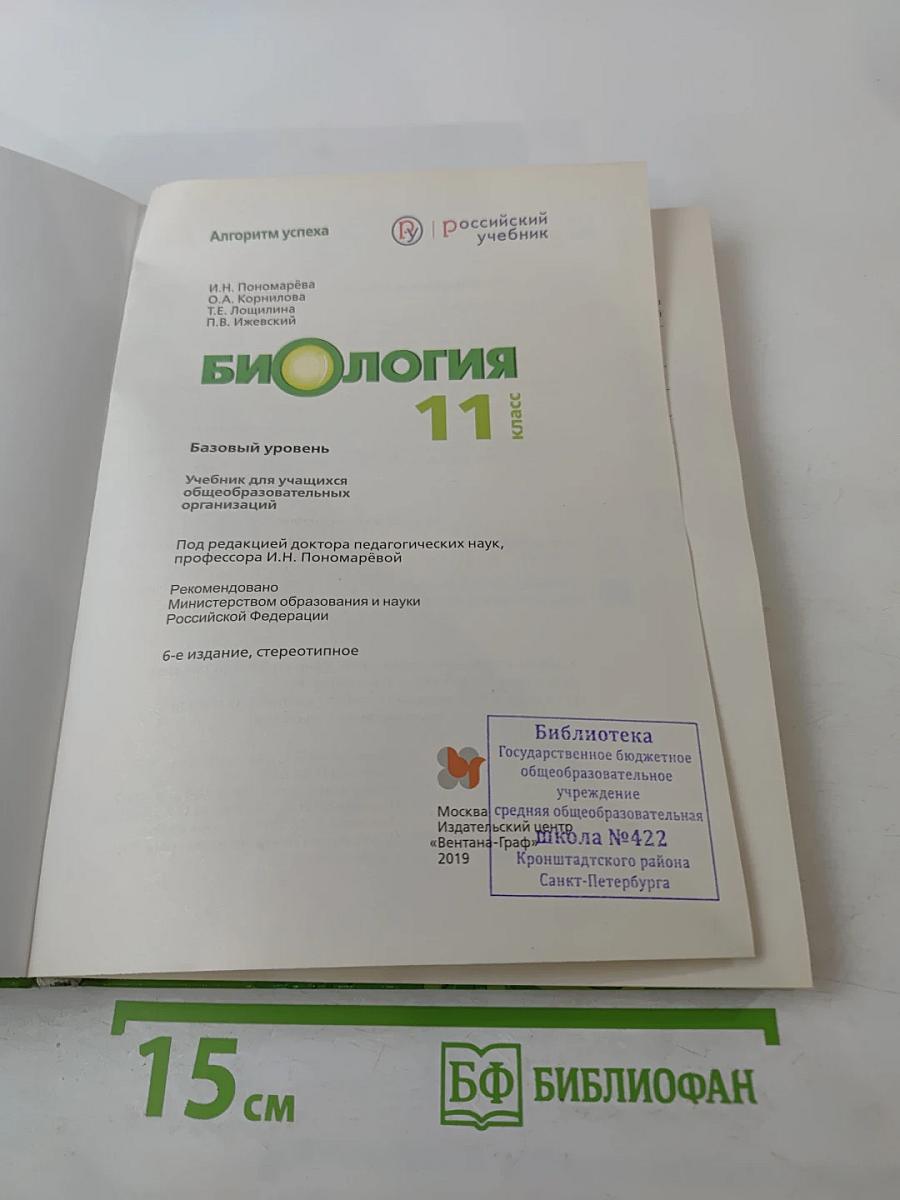 Алгоритм успеха
РУ | Российский
учебник
И.Н. Пономарёва
О.А. Корнилова
Т.Е. Лощилина
П.В. Ижевский
БИОЛОГИЯ
11 класс
Базовый уровень
Учебник для учащихся
общеобразовательных
организаций
Под редакцией доктора педагогических наук,
профессора И.Н. Пономарёвой
Рекомендовано
Министерством образования и науки
Российской Федерации
6-е издание, стереотипное
Москва
Издательский центр
«Вентана-Граф»
2019
Библиотека
Государственное бюджетное
общеобразовательное
учреждение
средняя общеобразовательная
школа №422
Кронштадтского района
Санкт-Петербурга
15 см
БФ БИБЛИОФАН